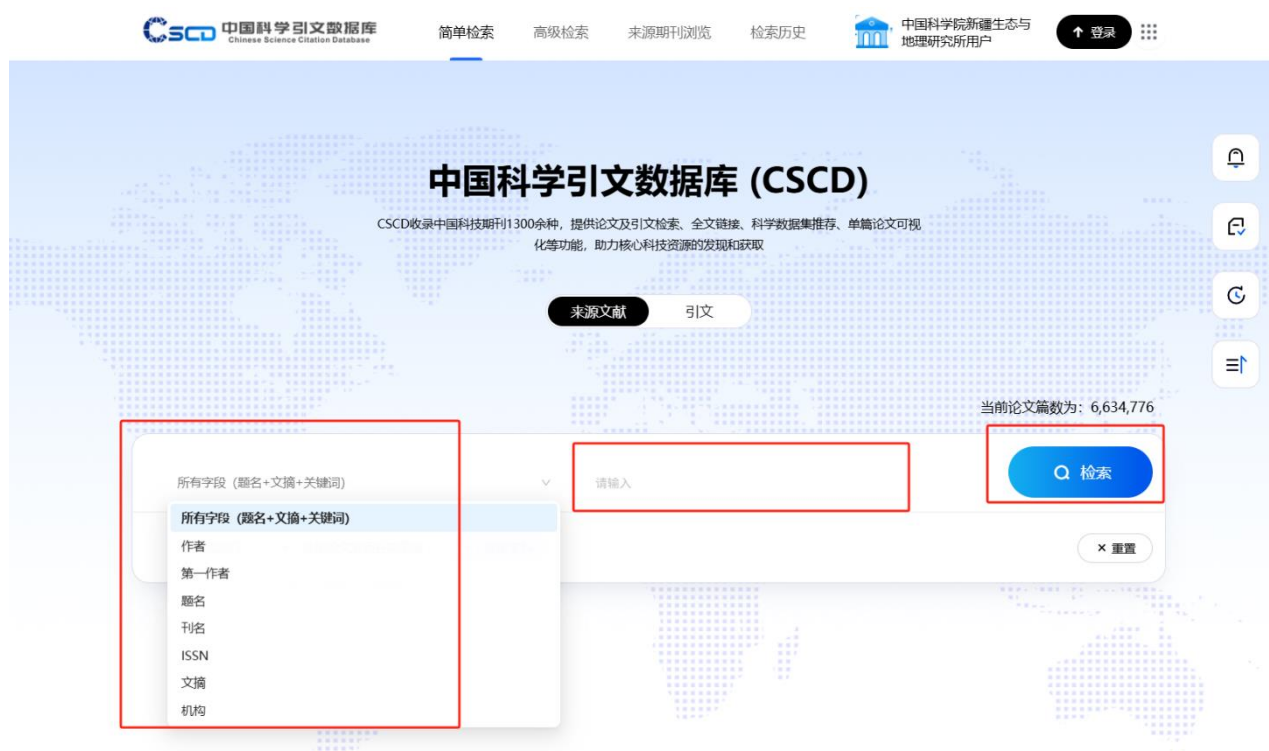 CSCD 中国科学引文数据库
Chinese Science Citation Database
简单检索 高级检索 来源期刊浏览 检索历史
中国科学院新疆生态与
地理研究所用户
登录
中国科学引文数据库 (CSCD)
CSCD收录中国科技期刊1300余种，提供论文及引文检索、全文链接、科学数据集推荐、单篇论文可视
化等功能，助力核心科技资源的发现和获取
来源文献 引文
当前论文篇数为：6,634,776
所有字段（题名+文摘+关键词） 请输入 检索
所有字段（题名+文摘+关键词）
作者
× 重置
第一作者
题名
刊名
ISSN
文摘
机构